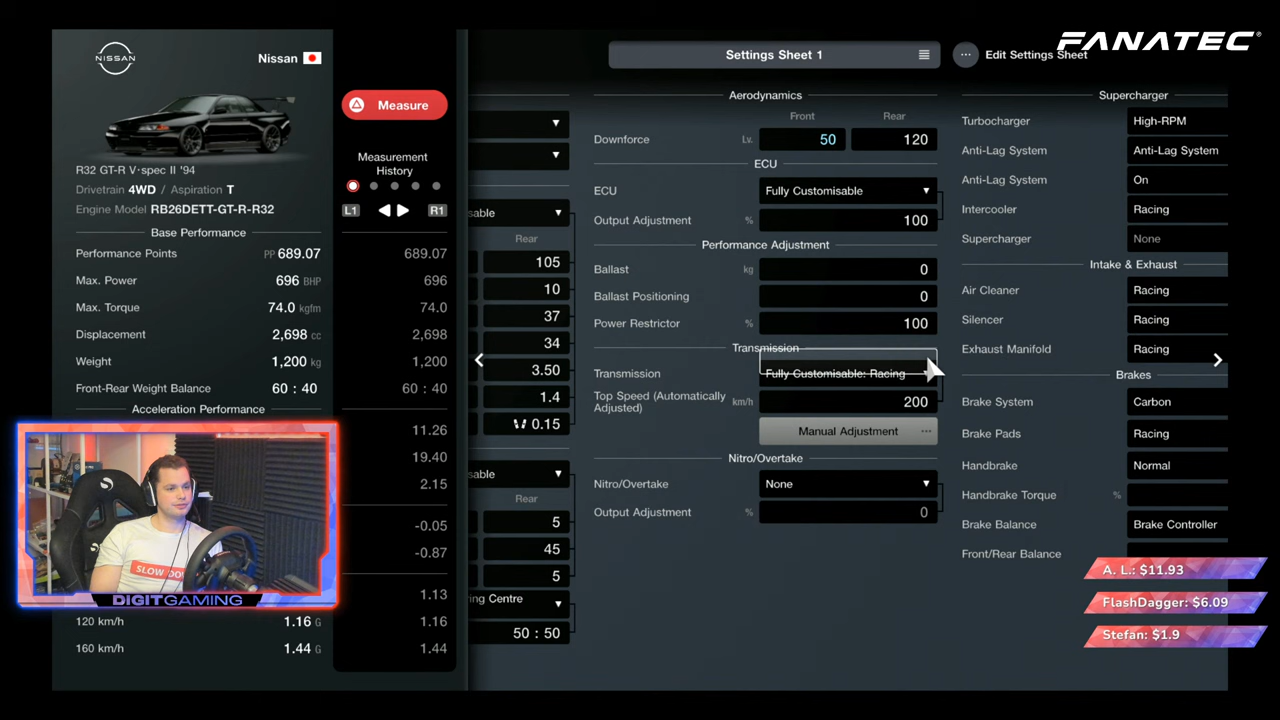 FANATEC
Settings Sheet 1
Edit Settings Sheet
NISSAN
Nissan
R32 GT-R V·spec II '94
Drivetrain 4WD / Aspiration T
Engine Model RB26DETT-GT-R-R32
Base Performance
Performance Points PP 689.07
Max. Power 696 BHP
Max. Torque 74.0 kgfm
Displacement 2,698 cc
Weight 1,200 kg
Front-Rear Weight Balance 60 : 40
Acceleration Performance
120 km/h 1.16 G
160 km/h 1.44 G
Measure
Measurement
History
L1 R1
689.07
696
74.0
2,698
1,200
60 : 40
11.26
19.40
2.15
-0.05
-0.87
1.13
1.16
1.44
sable
Rear
105
10
37
34
3.50
1.4
0.15
sable
Rear
5
45
5
ing Centre
50 : 50
Aerodynamics
Front Rear
Downforce Lv. 50 120
ECU
ECU Fully Customisable
Output Adjustment % 100
Performance Adjustment
Ballast kg 0
Ballast Positioning 0
Power Restrictor % 100
Transmission
Transmission Fully Customisable: Racing
Top Speed (Automatically
Adjusted) km/h 200
Manual Adjustment
Nitro/Overtake
Nitro/Overtake None
Output Adjustment % 0
Supercharger
Turbocharger High-RPM
Anti-Lag System Anti-Lag System
Anti-Lag System On
Intercooler Racing
Supercharger None
Intake & Exhaust
Air Cleaner Racing
Silencer Racing
Exhaust Manifold Racing
Brakes
Brake System Carbon
Brake Pads Racing
Handbrake Normal
Handbrake Torque %
Brake Balance Brake Controller
Front/Rear Balance
A. L.: $11.93
FlashDagger: $6.09
Stefan: $1.9
SLOW DO
DIGITGAMING